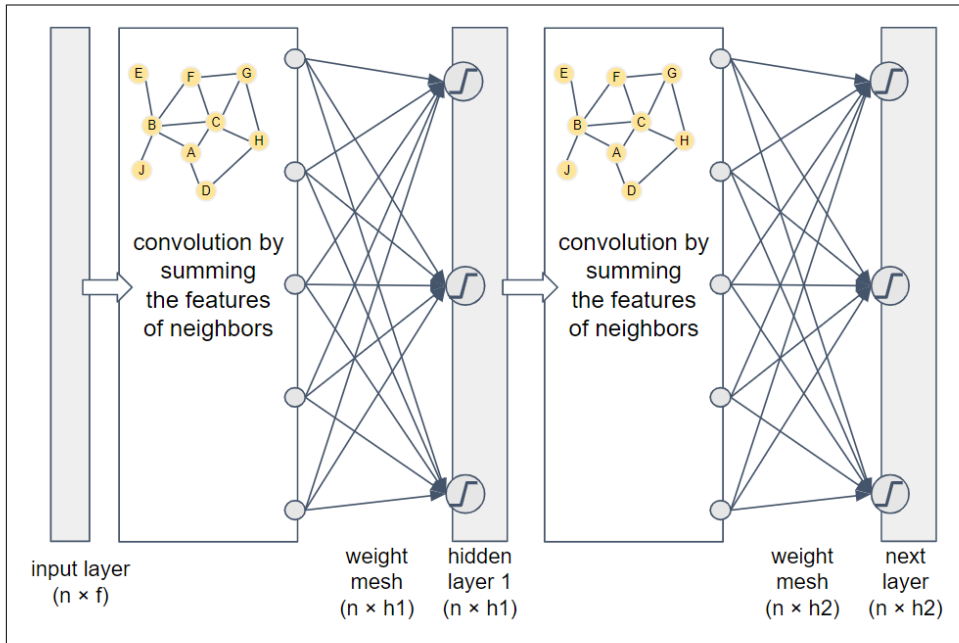 E
F
G
B
C
H
A
J
D
convolution by
summing
the features
of neighbors
E
F
G
B
C
H
A
J
D
convolution by
summing
the features
of neighbors
input layer
(n × f)
weight
mesh
(n × h1)
hidden
layer 1
(n × h1)
weight
mesh
(n × h2)
next
layer
(n × h2)